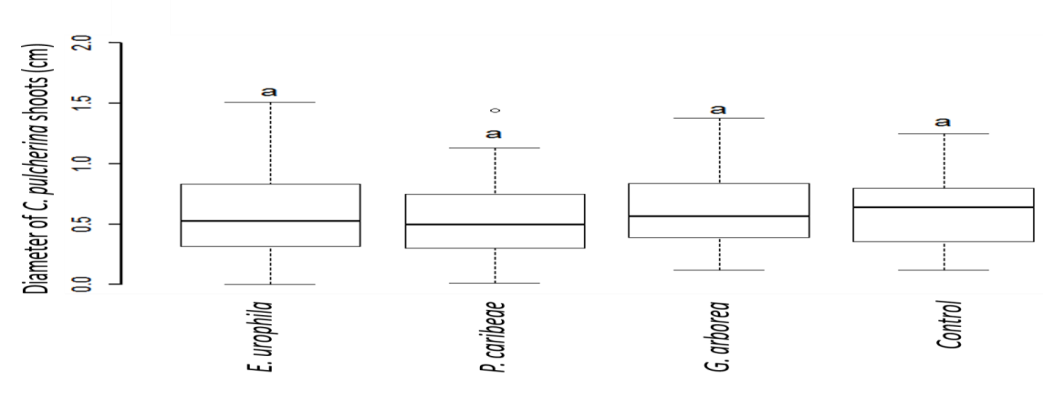 Diameter of C. pulcherina shoots (cm)
2.0
1.5
1.0
0.5
0.0
a
a
a
a
E. urophila
P. caribeae
G. arborea
Control